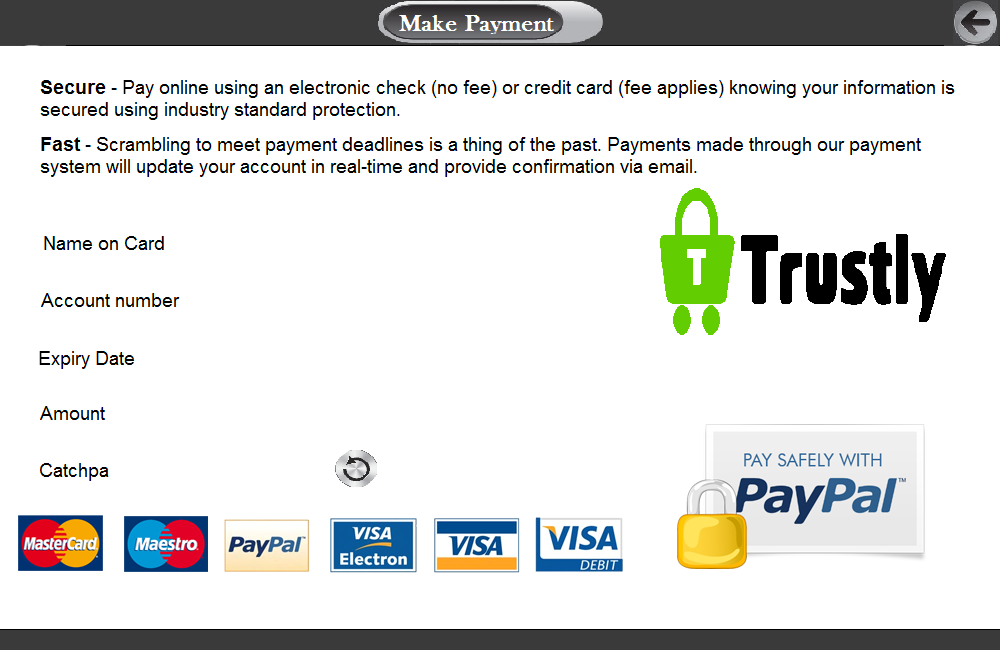 Make Payment
Secure - Pay online using an electronic check (no fee) or credit card (fee applies) knowing your information is
secured using industry standard protection.
Fast - Scrambling to meet payment deadlines is a thing of the past. Payments made through our payment
system will update your account in real-time and provide confirmation via email.
Name on Card
T Trustly
Account number
Expiry Date
Amount
Catchpa
PAY SAFELY WITH
PayPal™
MasterCard
Maestro
PayPal
VISA
Electron
VISA
VISA
DEBIT